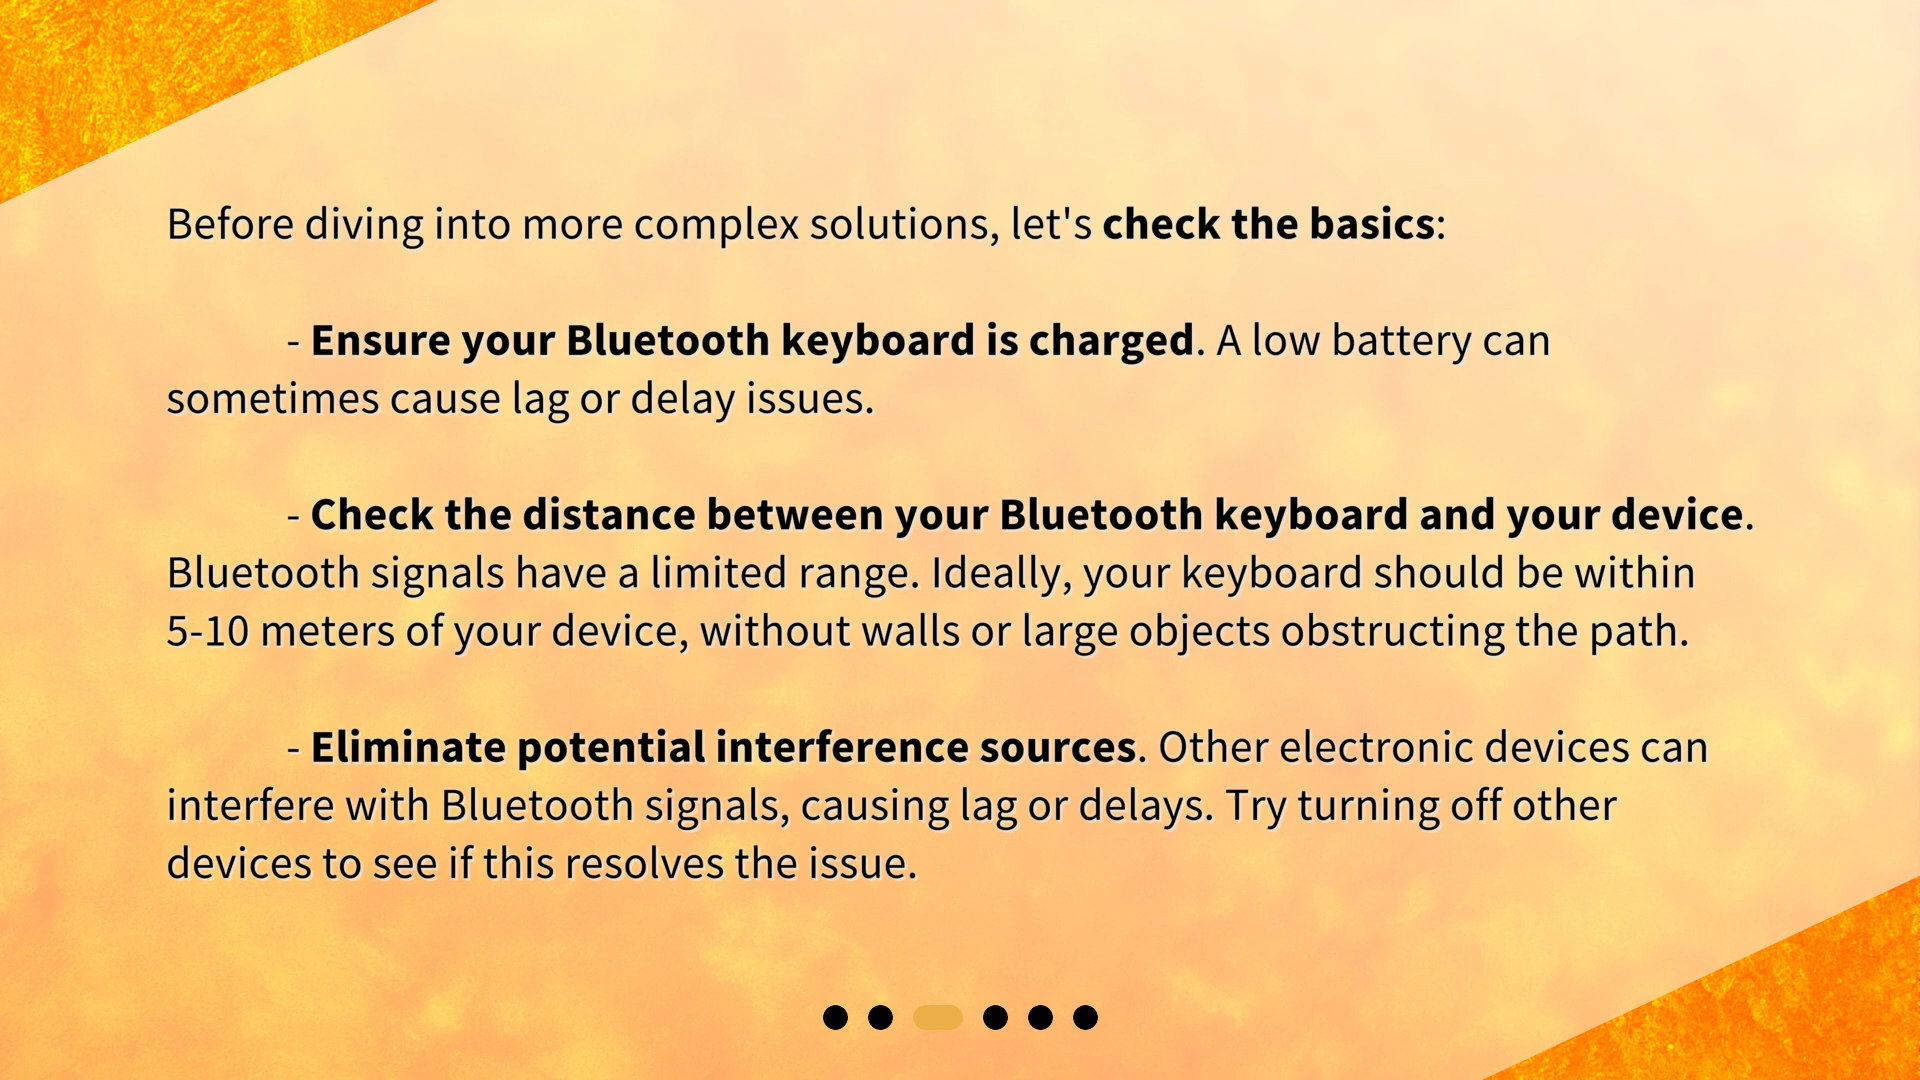 Before diving into more complex solutions, let's check the basics:
- Ensure your Bluetooth keyboard is charged. A low battery can
sometimes cause lag or delay issues.
- Check the distance between your Bluetooth keyboard and your device.
Bluetooth signals have a limited range. Ideally, your keyboard should be within
5-10 meters of your device, without walls or large objects obstructing the path.
- Eliminate potential interference sources. Other electronic devices can
interfere with Bluetooth signals, causing lag or delays. Try turning off other
devices to see if this resolves the issue.